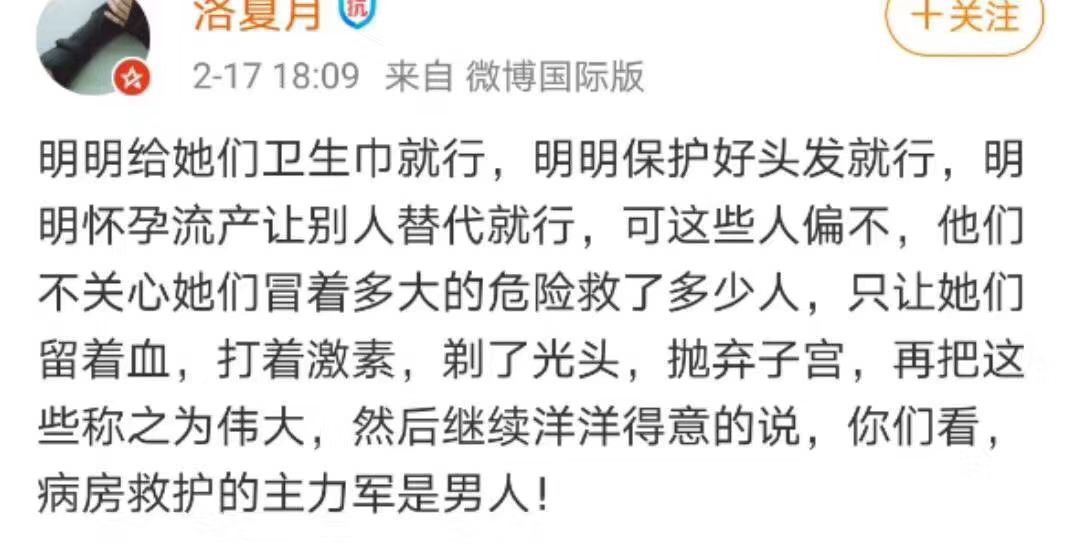 洛夏月 抗
+关注
2-17 18:09 来自 微博国际版
明明给她们卫生巾就行，明明保护好头发就行，明
明怀孕流产让别人替代就行，可这些人偏不，他们
不关心她们冒着多大的危险救了多少人，只让她们
留着血，打着激素，剃了光头，抛弃子宫，再把这
些称之为伟大，然后继续洋洋得意的说，你们看，
病房救护的主力军是男人！